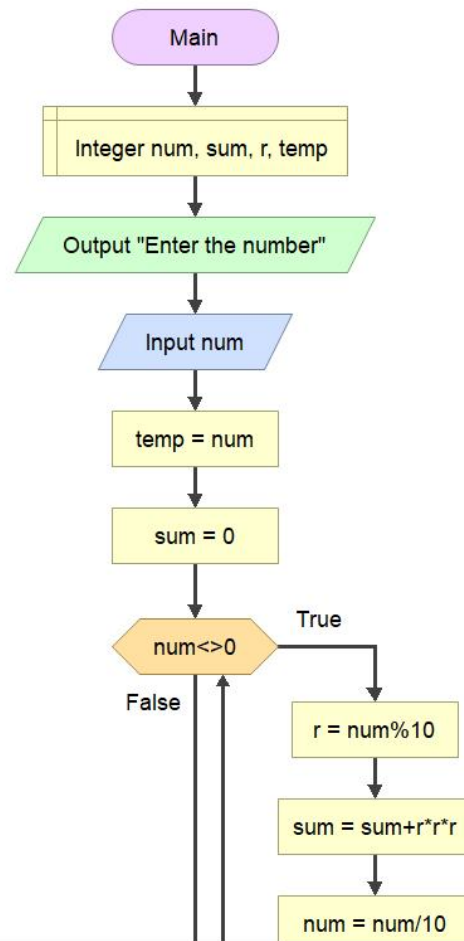 Main
Integer num, sum, r, temp
Output "Enter the number"
Input num
temp = num
sum = 0
num<>0
True
False
r = num%10
sum = sum+r*r*r
num = num/10